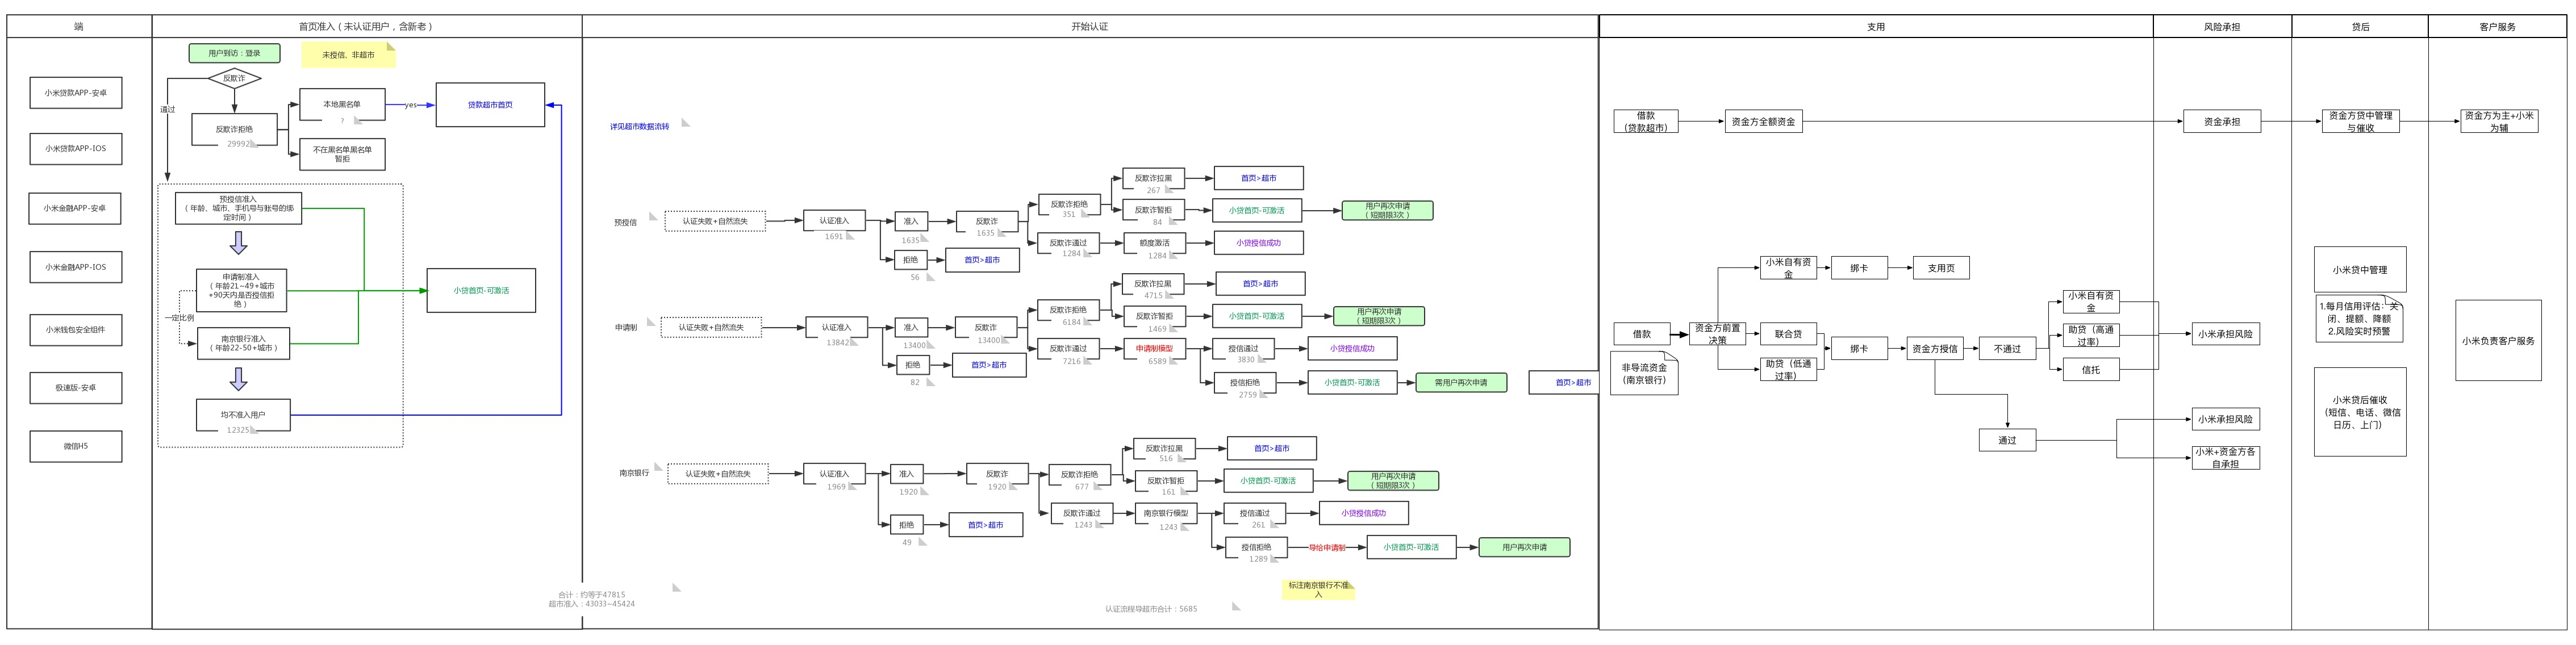 端
首页准入（未认证用户，含新老）
开始认证
支用
风险承担
贷后
客户服务
小米贷款APP-安卓
小米贷款APP-IOS
小米金融APP-安卓
小米金融APP-IOS
小米钱包安全组件
极速版-安卓
微信H5
用户到访：登录
未授信、非超市
反欺诈
通过
反欺诈拒绝
29992
本地黑名单
?
yes
贷款超市首页
不在黑名单黑名单
暂拒
预授信准入
（年龄、城市、手机号与账号的绑
定时间）
申请制准入
（年龄21~49+城市
+90天内是否授信拒
绝）
一定比例
南京银行准入
（年龄22-50+城市）
均不准入用户
12325
小贷首页-可激活
合计：约等于47815
超市准入：43033~45424
详见超市数据流转
预授信
认证失败+自然流失
认证准入
1691
准入
1635
拒绝
56
首页>超市
反欺诈
1635
反欺诈拒绝
351
反欺诈拉黑
267
首页>超市
反欺诈暂拒
84
小贷首页-可激活
用户再次申请
（短期限3次）
反欺诈通过
1284
额度激活
1284
小贷授信成功
申请制
认证失败+自然流失
认证准入
13842
准入
13400
拒绝
82
首页>超市
反欺诈
13400
反欺诈拒绝
6184
反欺诈拉黑
4715
首页>超市
反欺诈暂拒
1469
小贷首页-可激活
用户再次申请
（短期限3次）
反欺诈通过
7216
申请制模型
6589
授信通过
3830
小贷授信成功
授信拒绝
2759
小贷首页-可激活
需用户再次申请
首页>超市
南京银行
认证失败+自然流失
认证准入
1969
准入
1920
拒绝
49
首页>超市
反欺诈
1920
反欺诈拒绝
677
反欺诈拉黑
516
首页>超市
反欺诈暂拒
161
小贷首页-可激活
用户再次申请
（短期限3次）
反欺诈通过
1243
南京银行模型
1243
授信通过
261
小贷授信成功
授信拒绝
1289
导给申请制
小贷首页-可激活
用户再次申请
标注南京银行不准
入
认证流程导超市合计：5685
借款
（贷款超市）
资金方全额资金
资金承担
资金方贷中管理
与催收
资金方为主+小米
为辅
借款
非导流资金
（南京银行）
资金方前置
决策
小米自有资
金
绑卡
支用页
联合贷
助贷（低通
过率）
绑卡
资金方授信
不通过
小米自有资
金
助贷（高通
过率）
信托
小米承担风险
通过
小米承担风险
小米+资金方各
自承担
小米贷中管理
1.每月信用评估：关
闭、提额、降额
2.风险实时预警
小米贷后催收
（短信、电话、微信
日历、上门）
小米负责客户服务